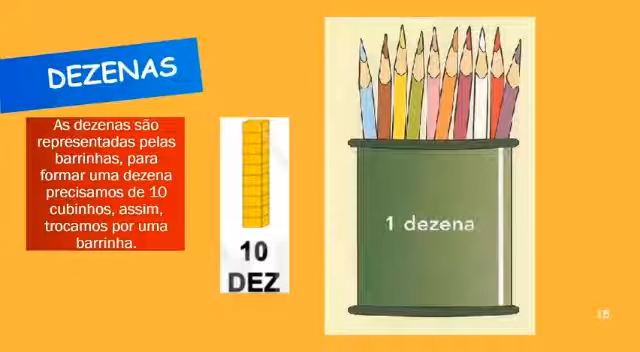 DEZENAS
As dezenas são
representadas pelas
barrinhas, para
formar uma dezena
precisamos de 10
cubinhos, assim,
trocamos por uma
barrinha.
10
DEZ
1 dezena